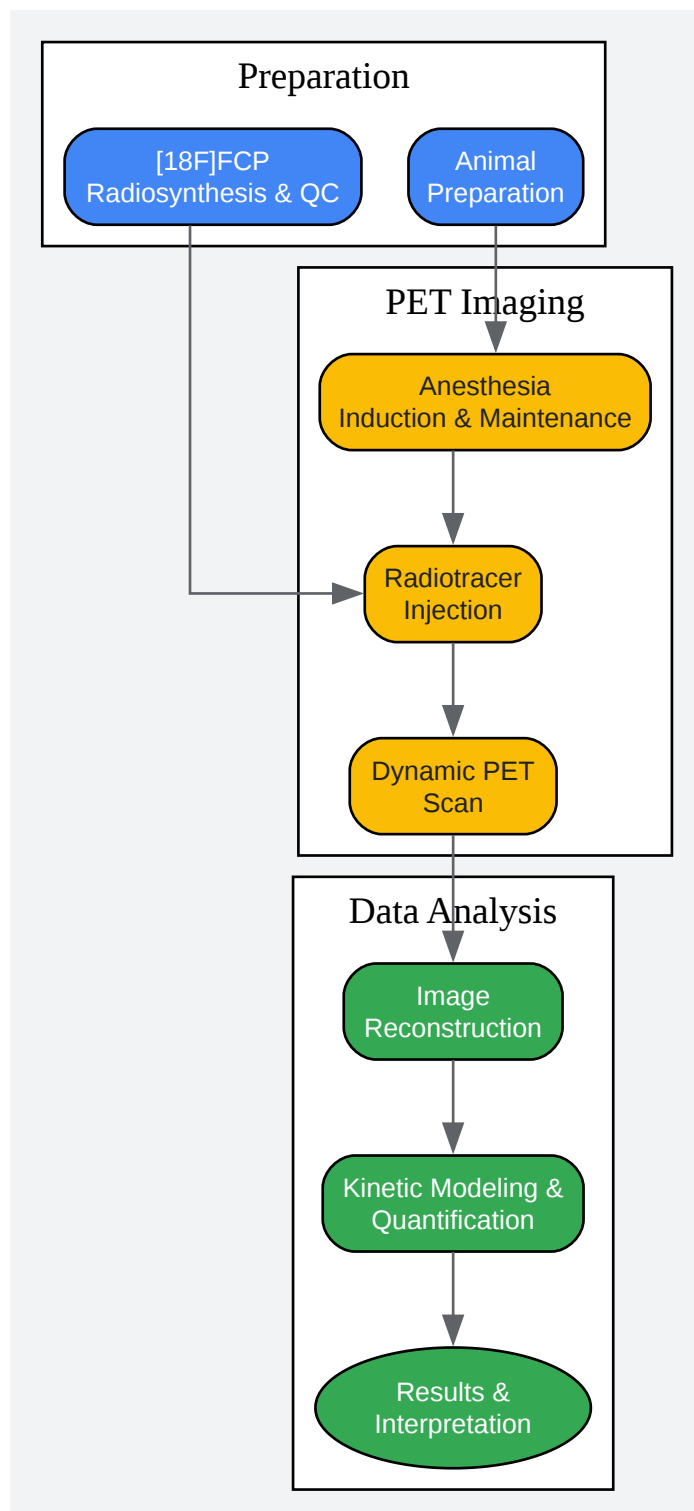 Preparation
[18F]FCP
Radiosynthesis & QC
Animal
Preparation
PET Imaging
Anesthesia
Induction & Maintenance
Radiotracer
Injection
Dynamic PET
Scan
Data Analysis
Image
Reconstruction
Kinetic Modeling &
Quantification
Results &
Interpretation